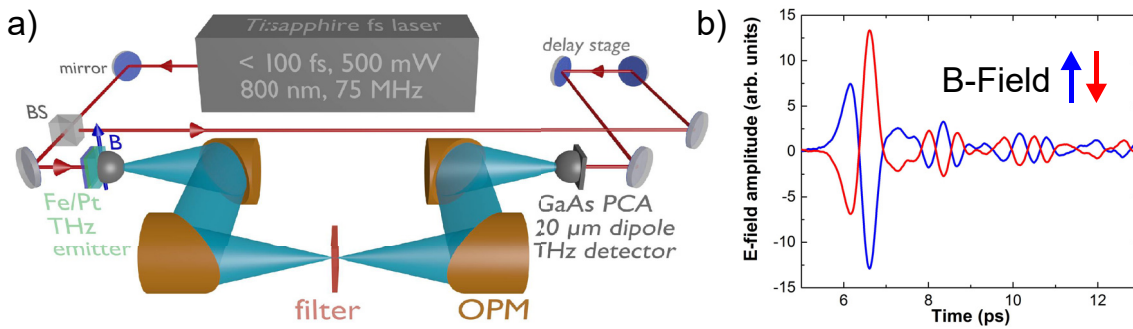 a)
Ti:sapphire fs laser
< 100 fs, 500 mW
800 nm, 75 MHz
mirror
delay stage
BS
B
Fe/Pt
THz
emitter
GaAs PCA
20 μm dipole
THz detector
filter
OPM
b)
B-Field
E-field amplitude (arb. units)
15
10
5
0
-5
-10
-15
6
8
10
12
Time (ps)